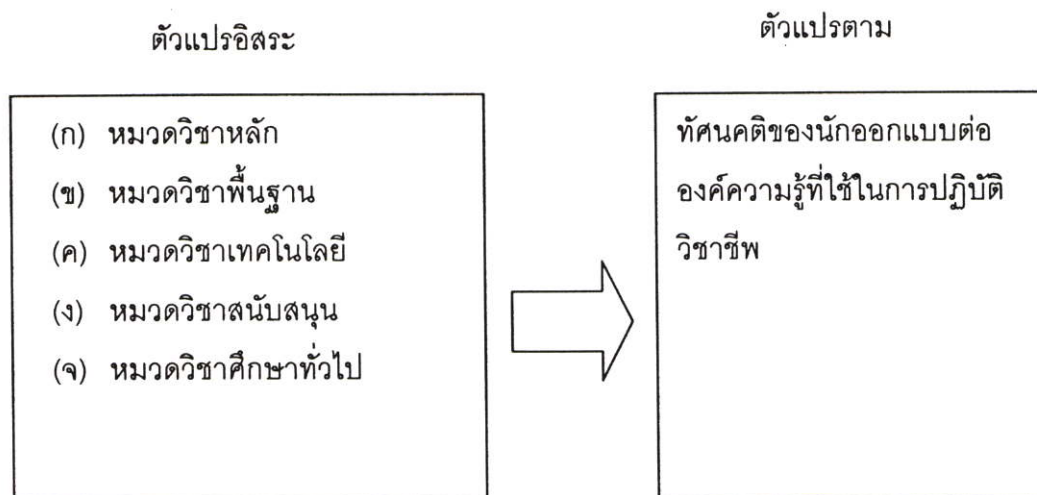 ตัวแปรอิสระ
ตัวแปรตาม
(ก) หมวดวิชาหลัก
(ข) หมวดวิชาพื้นฐาน
(ค) หมวดวิชาเทคโนโลยี
(ง) หมวดวิชาสนับสนุน
(จ) หมวดวิชาศึกษาทั่วไป
ทัศนคติของนักออกแบบต่อ
องค์ความรู้ที่ใช้ในการปฏิบัติ
วิชาชีพ